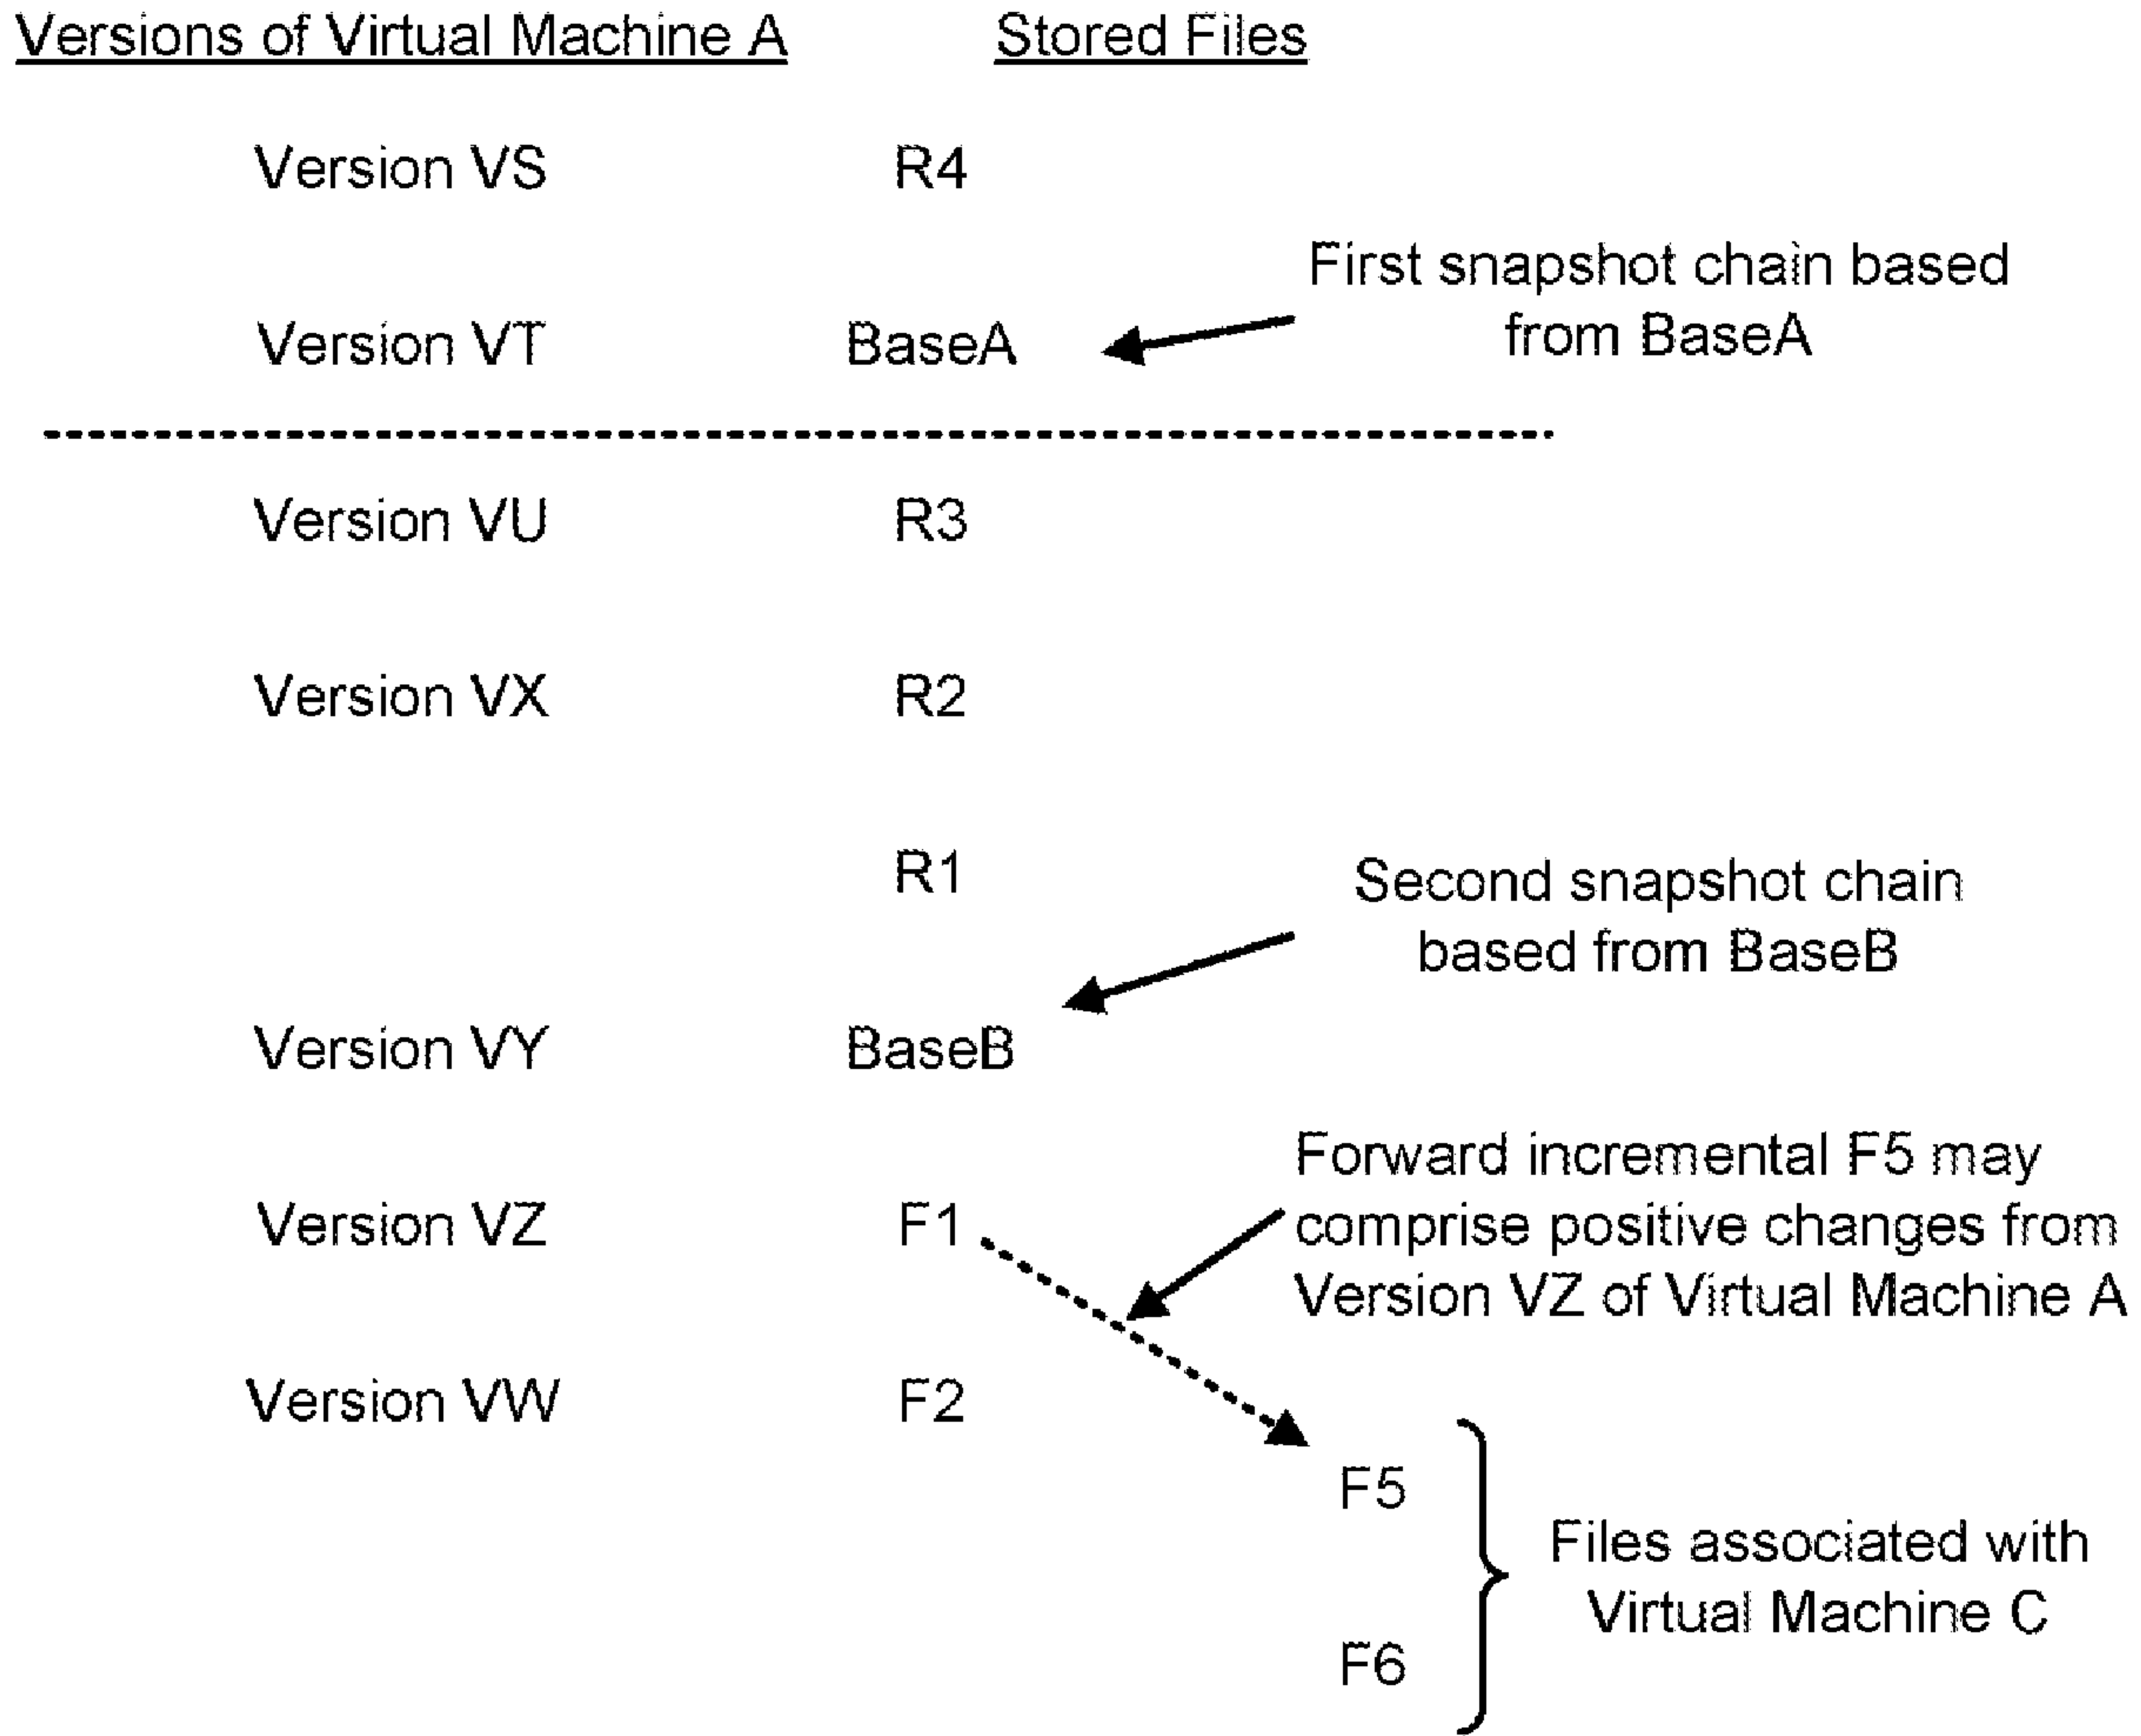 Versions of Virtual Machine A
Stored Files
Version VS
R4
First snapshot chain based
from BaseA
Version VT
BaseA
Version VU
R3
Version VX
R2
R1
Second snapshot chain
based from BaseB
Version VY
BaseB
Forward incremental F5 may
comprise positive changes from
Version VZ of Virtual Machine A
Version VZ
F1
Version VW
F2
F5
Files associated with
Virtual Machine C
F6